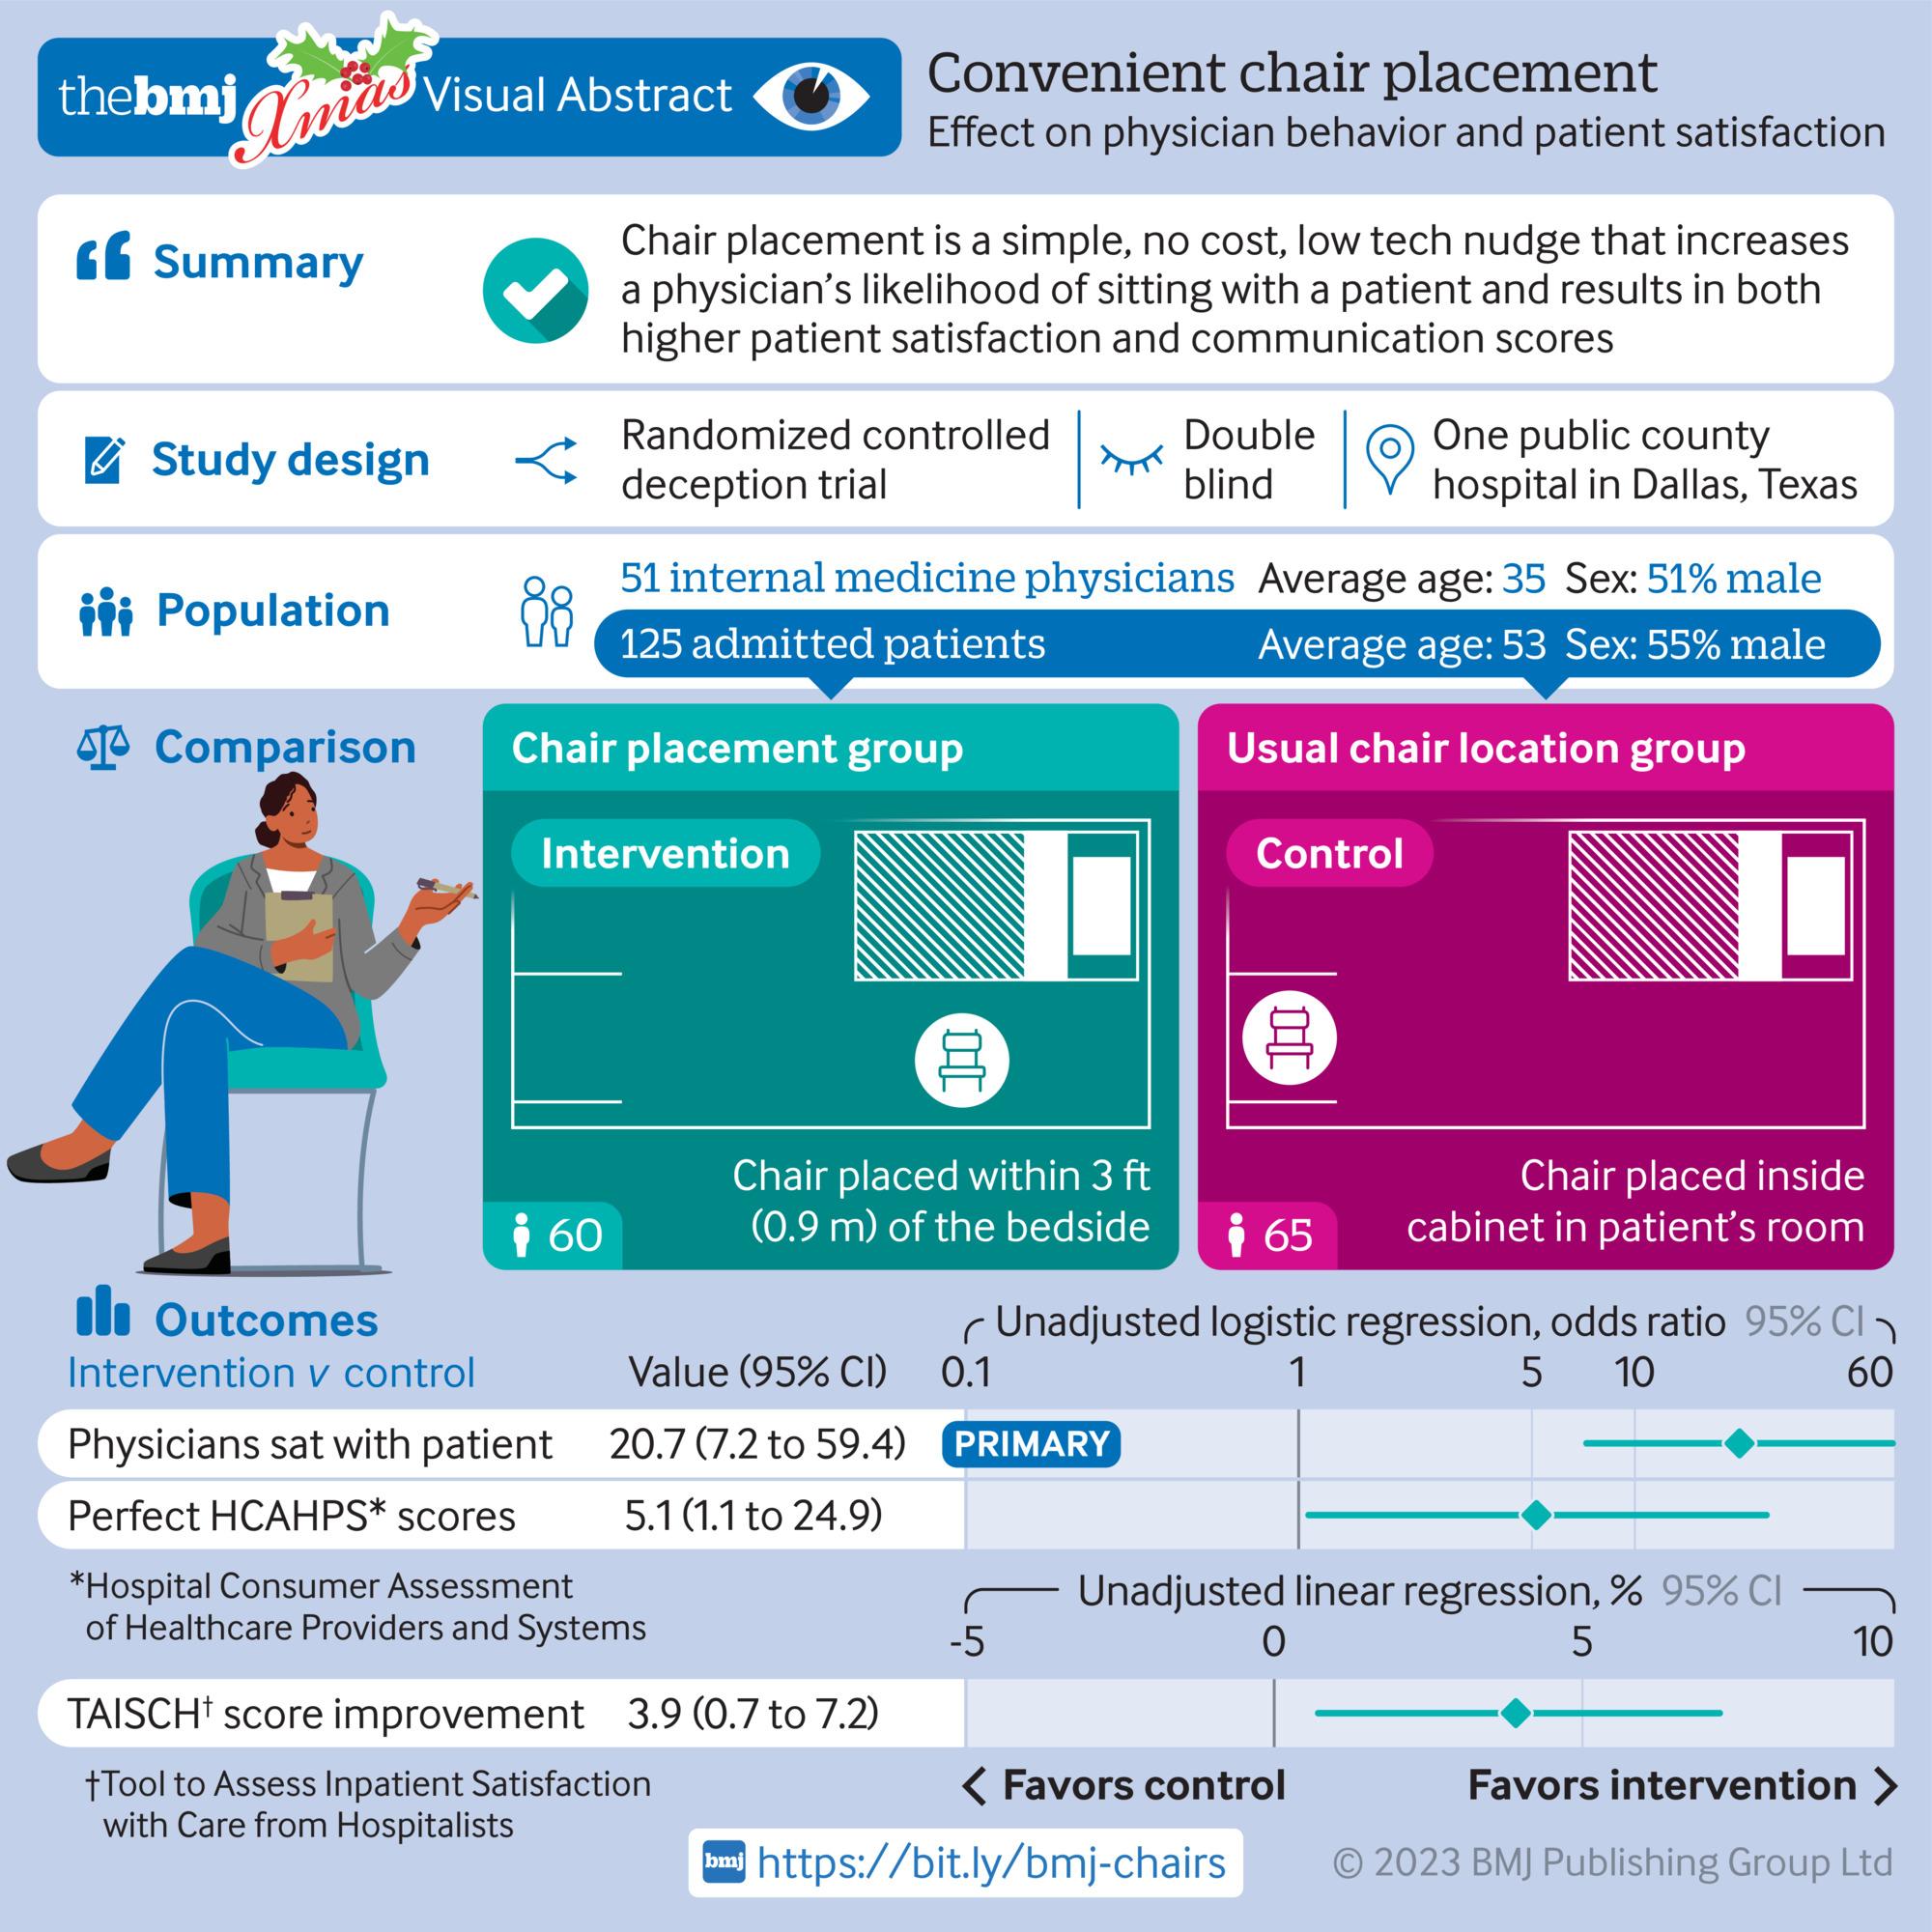 thebmj Xmas Visual Abstract
Convenient chair placement
Effect on physician behavior and patient satisfaction
Summary
Chair placement is a simple, no cost, low tech nudge that increases
a physician's likelihood of sitting with a patient and results in both
higher patient satisfaction and communication scores
Study design
Randomized controlled
deception trial
Double
blind
One public county
hospital in Dallas, Texas
Population
51 internal medicine physicians Average age: 35 Sex: 51% male
125 admitted patients Average age: 53 Sex: 55% male
Comparison
Chair placement group
Intervention
Chair placed within 3 ft
(0.9 m) of the bedside
60
Usual chair location group
Control
Chair placed inside
cabinet in patient's room
65
Outcomes
Unadjusted logistic regression, odds ratio 95% CI
Intervention v control Value (95% CI) 0.1 1 5 10 60
Physicians sat with patient 20.7 (7.2 to 59.4) PRIMARY
Perfect HCAHPS* scores 5.1 (1.1 to 24.9)
*Hospital Consumer Assessment
of Healthcare Providers and Systems
Unadjusted linear regression, % 95% CI
-5 0 5 10
TAISCH† score improvement 3.9 (0.7 to 7.2)
†Tool to Assess Inpatient Satisfaction
with Care from Hospitalists
< Favors control Favors intervention >
bmj https://bit.ly/bmj-chairs
© 2023 BMJ Publishing Group Ltd